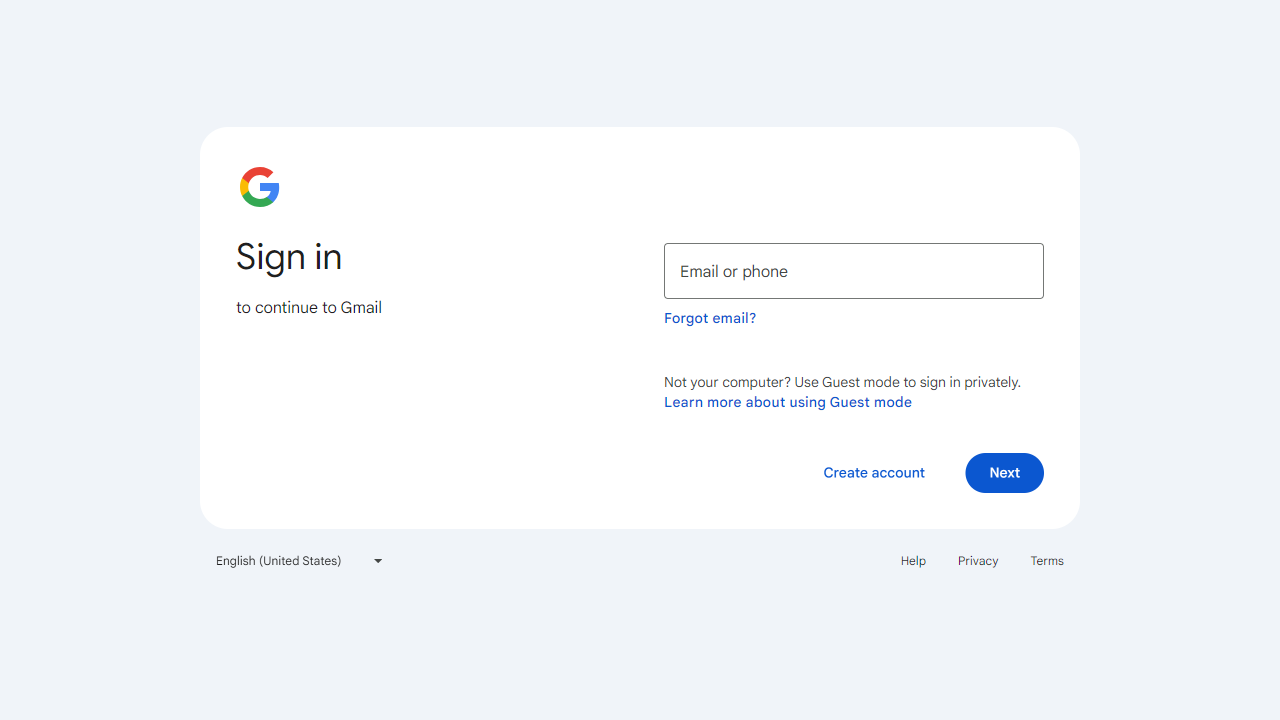 Sign in
to continue to Gmail
Email or phone
Forgot email?
Not your computer? Use Guest mode to sign in privately.
Learn more about using Guest mode
Create account
Next
English (United States)
Help
Privacy
Terms